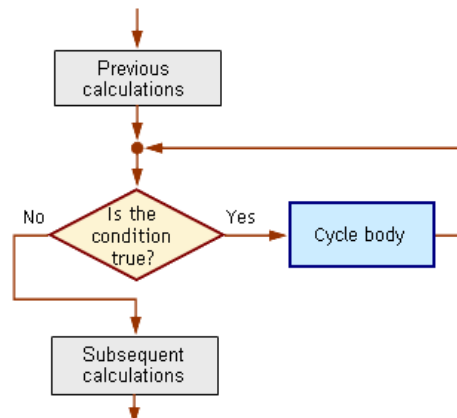 Previous
calculations
No
Is the
condition
true?
Yes
Cycle body
Subsequent
calculations